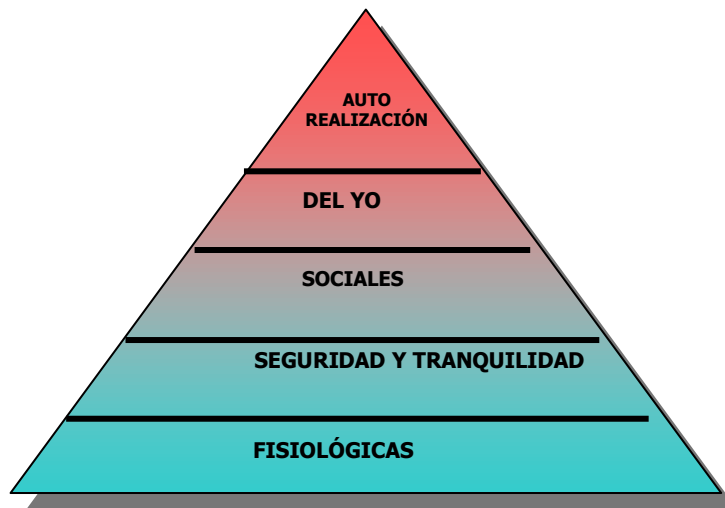 AUTO
REALIZACIÓN
DEL YO
SOCIALES
SEGURIDAD Y TRANQUILIDAD
FISIOLÓGICAS